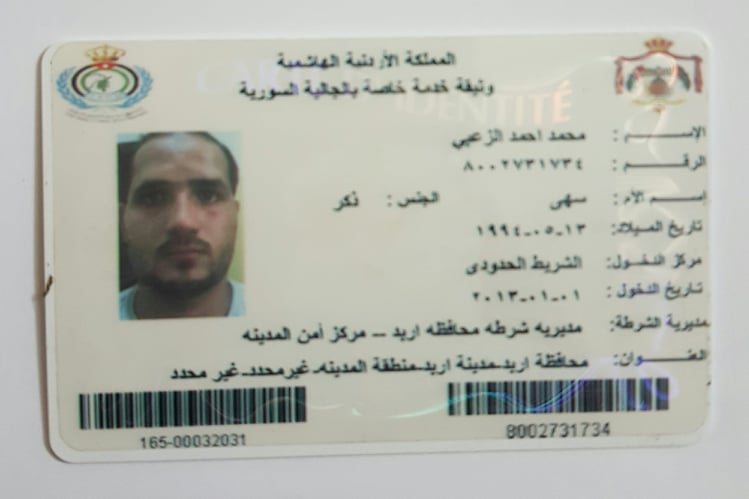 المملكة الأردنية الهاشمية
وثيقة خدمة خاصة بالجالية السورية
CARTE D'IDENTITÉ
الإسم : محمد احمد الزعبي
الرقم : ٨٠٠٢٧٣١٧٣٤
إسم الأم : سهى الجنس : ذكر
تاريخ الميلاد: ١٣-٠٥-١٩٩٤
مركز الدخول: الشريط الحدودى
تاريخ الدخول : ٠١-٠١-٢٠١٣
مديرية الشرطة: مديريه شرطه محافظه اربد – مركز أمن المدينه
العنوان: محافظة اربد-مدينة اربد-منطقة المدينه-غيرمحدد-غير محدد
165-00032031
8002731734